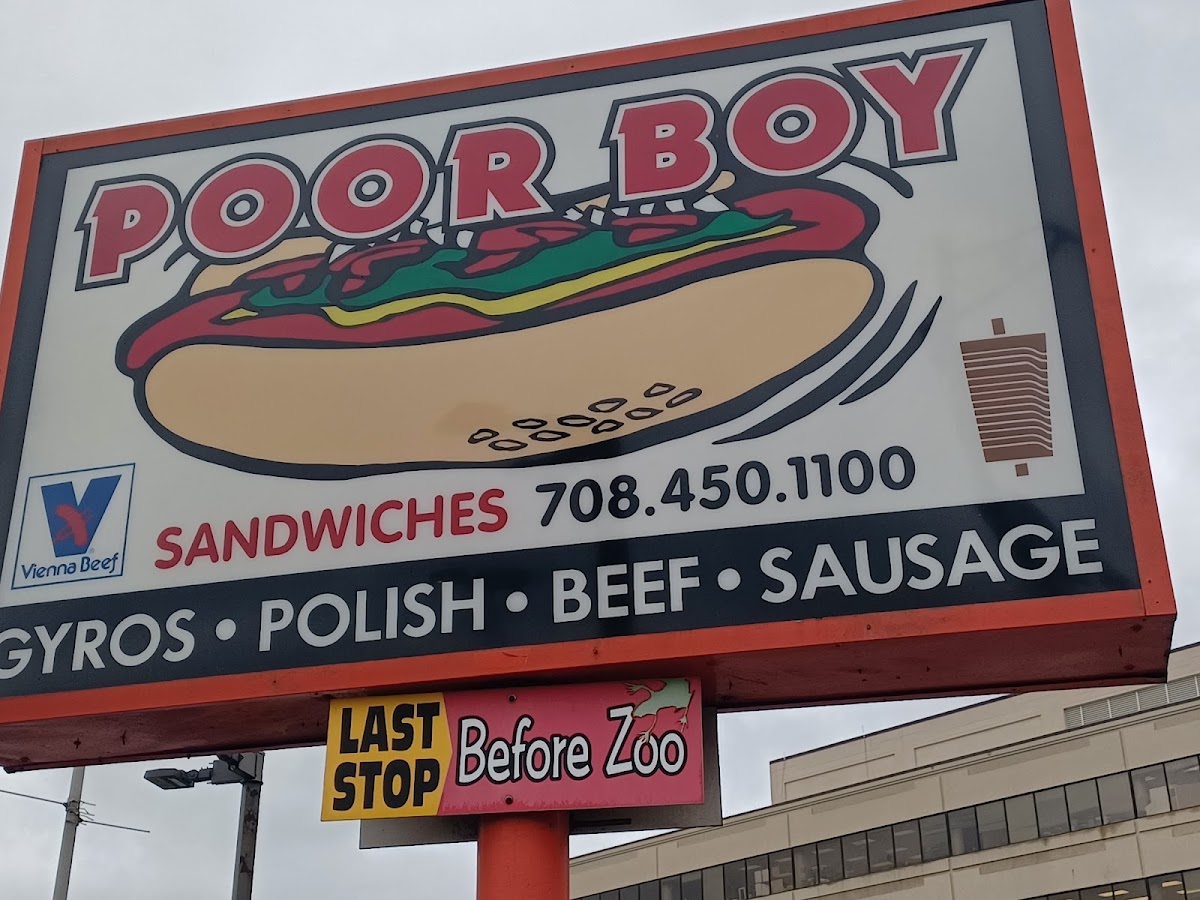 POOR BOY
Vienna Beef
SANDWICHES 708.450.1100
GYROS • POLISH • BEEF • SAUSAGE
LAST STOP
Before Zoo